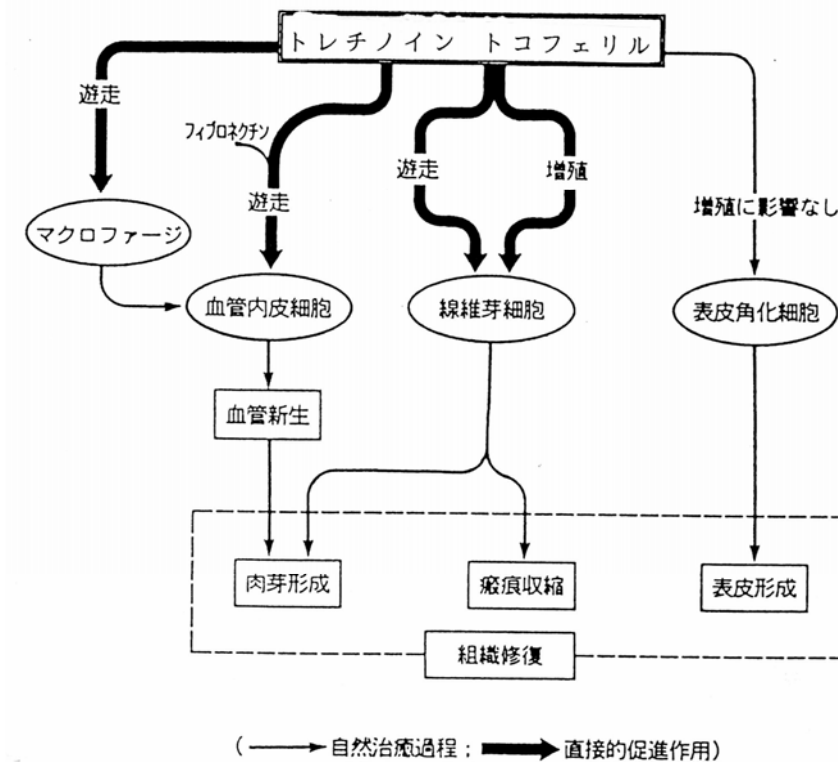 トレチノイン トコフェリル
遊走
フィブロネクチン
遊走
遊走
増殖
増殖に影響なし
マクロファージ
血管内皮細胞
線維芽細胞
表皮角化細胞
血管新生
肉芽形成
瘢痕収縮
表皮形成
組織修復
(→自然治癒過程；➡直接的促進作用)